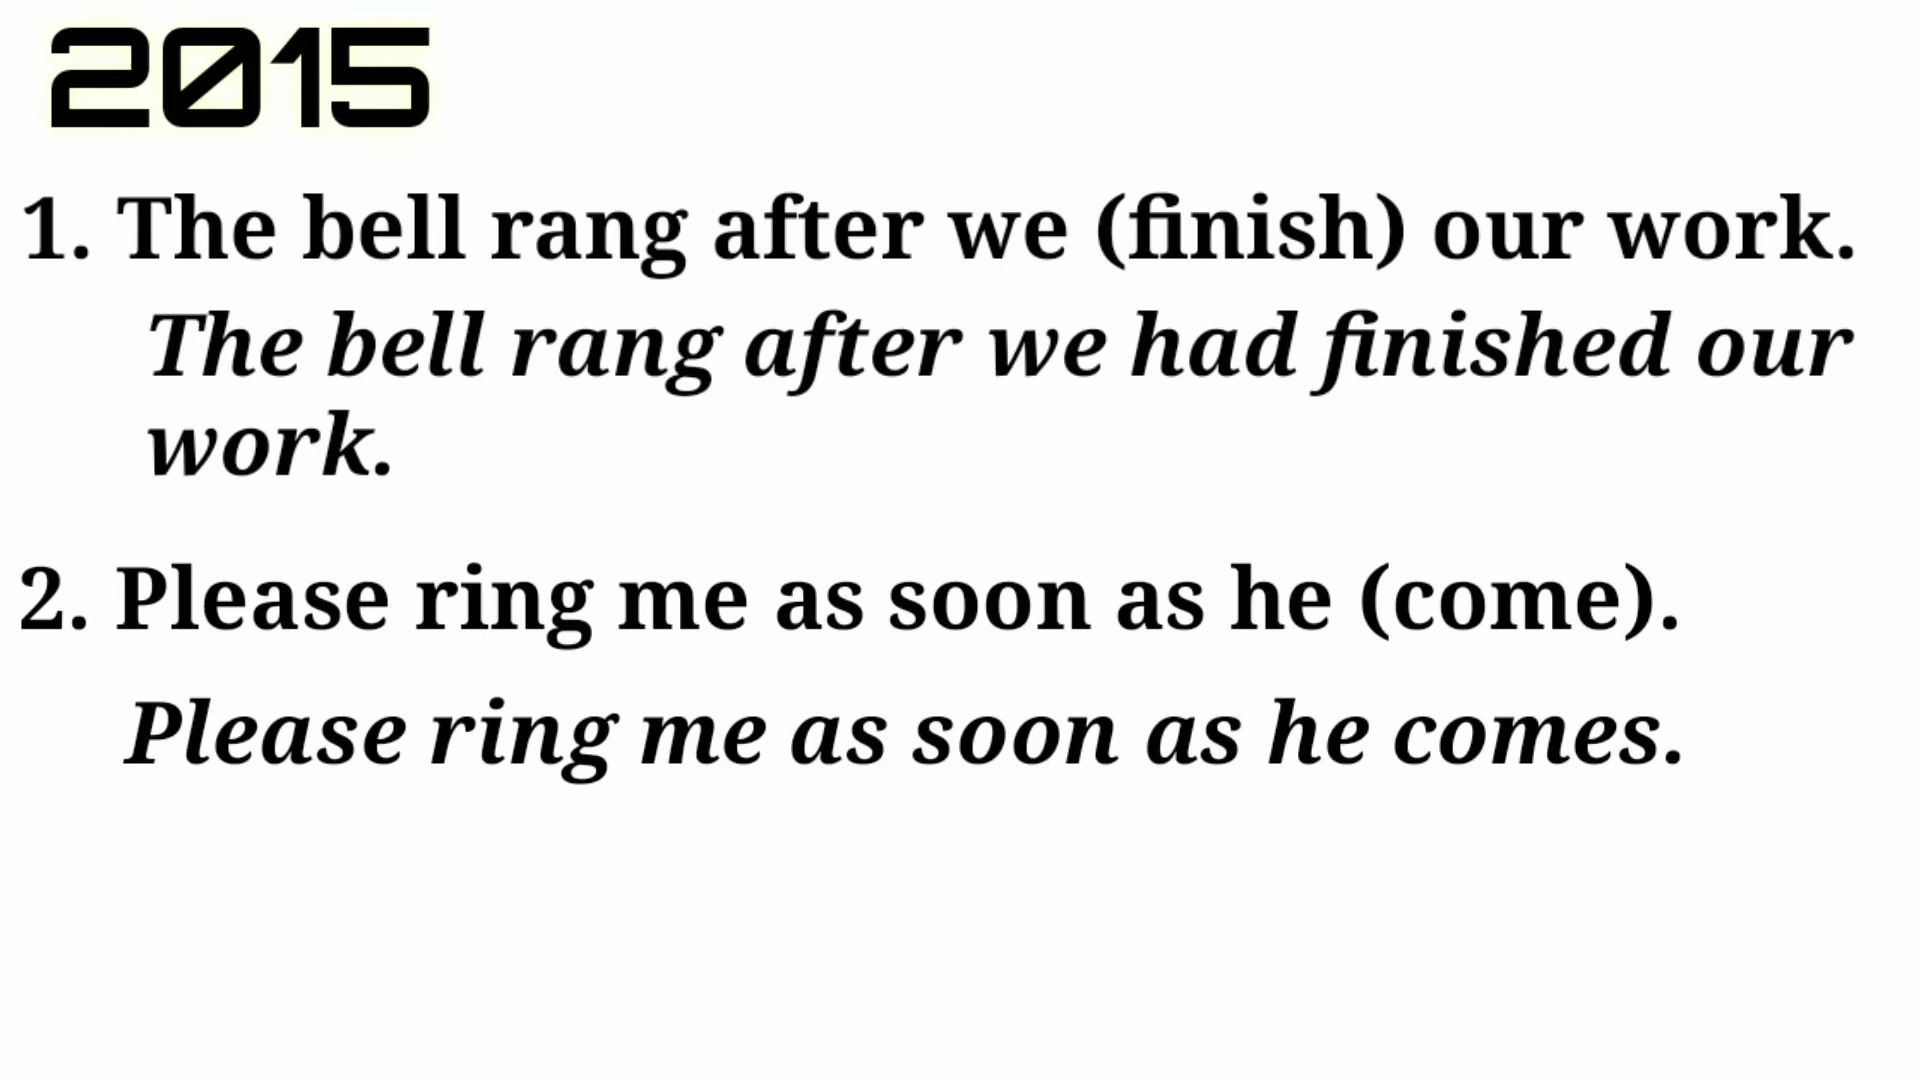 2015
1. The bell rang after we (finish) our work.
The bell rang after we had finished our
work.
2. Please ring me as soon as he (come).
Please ring me as soon as he comes.